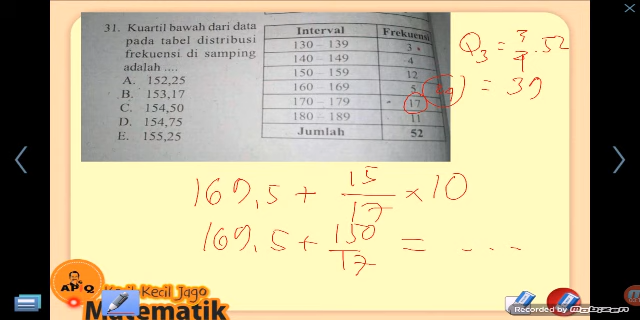 31. Kuartil bawah dari data
pada tabel distribusi
frekuensi di samping
adalah ....
A. 152,25
B. 153,17
C. 154,50
D. 154,75
E. 155,25
Interval Frekuensi
130 – 139 3
140 – 149 4
150 – 159 12
160 – 169 5
170 – 179 17
180 – 189 11
Jumlah 52
Q3 = 3/4 . 52
= 39
169,5 + 15/17 × 10
169,5 + 150/17 = ...
APIQ
Kecil Jago
Matematik
Recorded by Mobizen